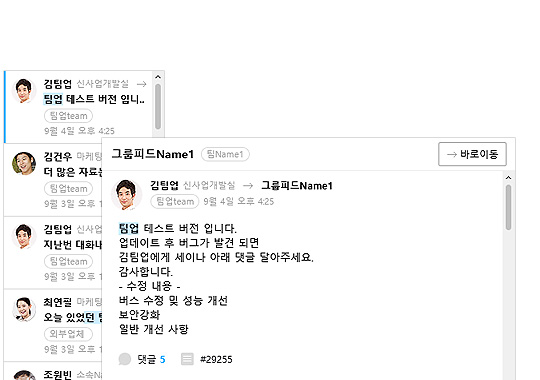 김팀업 신사업개발실 →
팀업 테스트 버전 입니..
팀업team
9월 4일 오후 4:25
김건우 마케팅
더 많은 자료는
팀업team
9월 3일 오후 1
김팀업 신사업개발실
지난번 대화나
팀업team
9월 3일 오후 1
최연필 마케팅
오늘 있었던 팀
외부업체
9월 3일 오후 1
조원빈 소속Na
그룹피드Name1 팀Name1
→ 바로이동
김팀업 신사업개발실 → 그룹피드Name1
팀업team 9월 4일 오후 4:25
팀업 테스트 버전 입니다.
업데이트 후 버그가 발견 되면
김팀업에게 세이나 아래 댓글 달아주세요.
감사합니다.
- 수정 내용 -
버스 수정 및 성능 개선
보안강화
일반 개선 사항
댓글 5 #29255